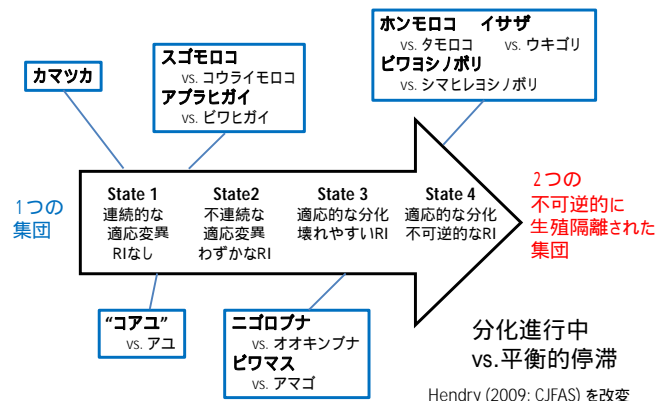 カマツカ
スゴモロコ
vs. コウライモロコ
アブラヒガイ
vs. ビワヒガイ
ホンモロコ イサザ
vs. タモロコ vs. ウキゴリ
ビワヨシノボリ
vs. シマヒレヨシノボリ
1つの
集団
State 1
連続的な
適応変異
RIなし
State2
不連続な
適応変異
わずかなRI
State 3
適応的な分化
壊れやすいRI
State 4
適応的な分化
不可逆的なRI
2つの
不可逆的に
生殖隔離された
集団
“コアユ”
vs. アユ
ニゴロブナ
vs. オオキンブナ
ビワマス
vs. アマゴ
分化進行中
vs.平衡的停滞
Hendry (2009: CJFAS) を改変